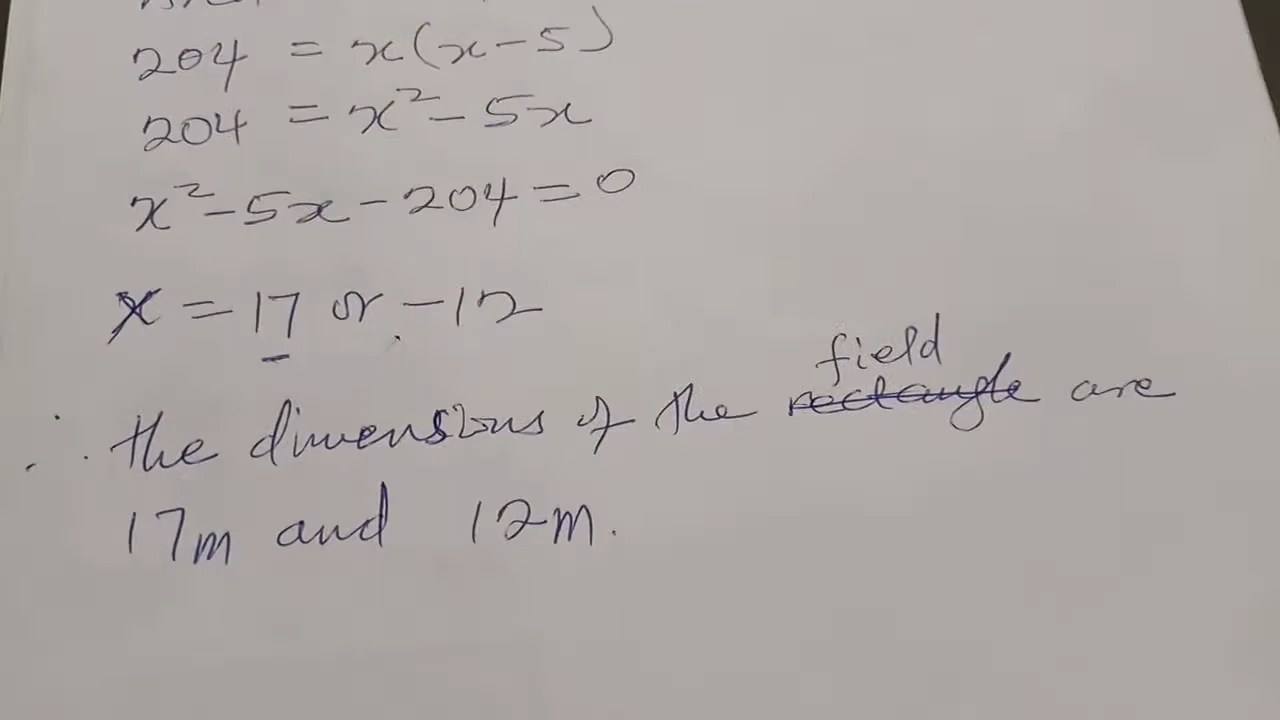 204 = x(x-5)
204 = x² - 5x
x² - 5x - 204 = 0
x = 17 or -12
field
∴ the dimensions of the rectangle are
17m and 12m.